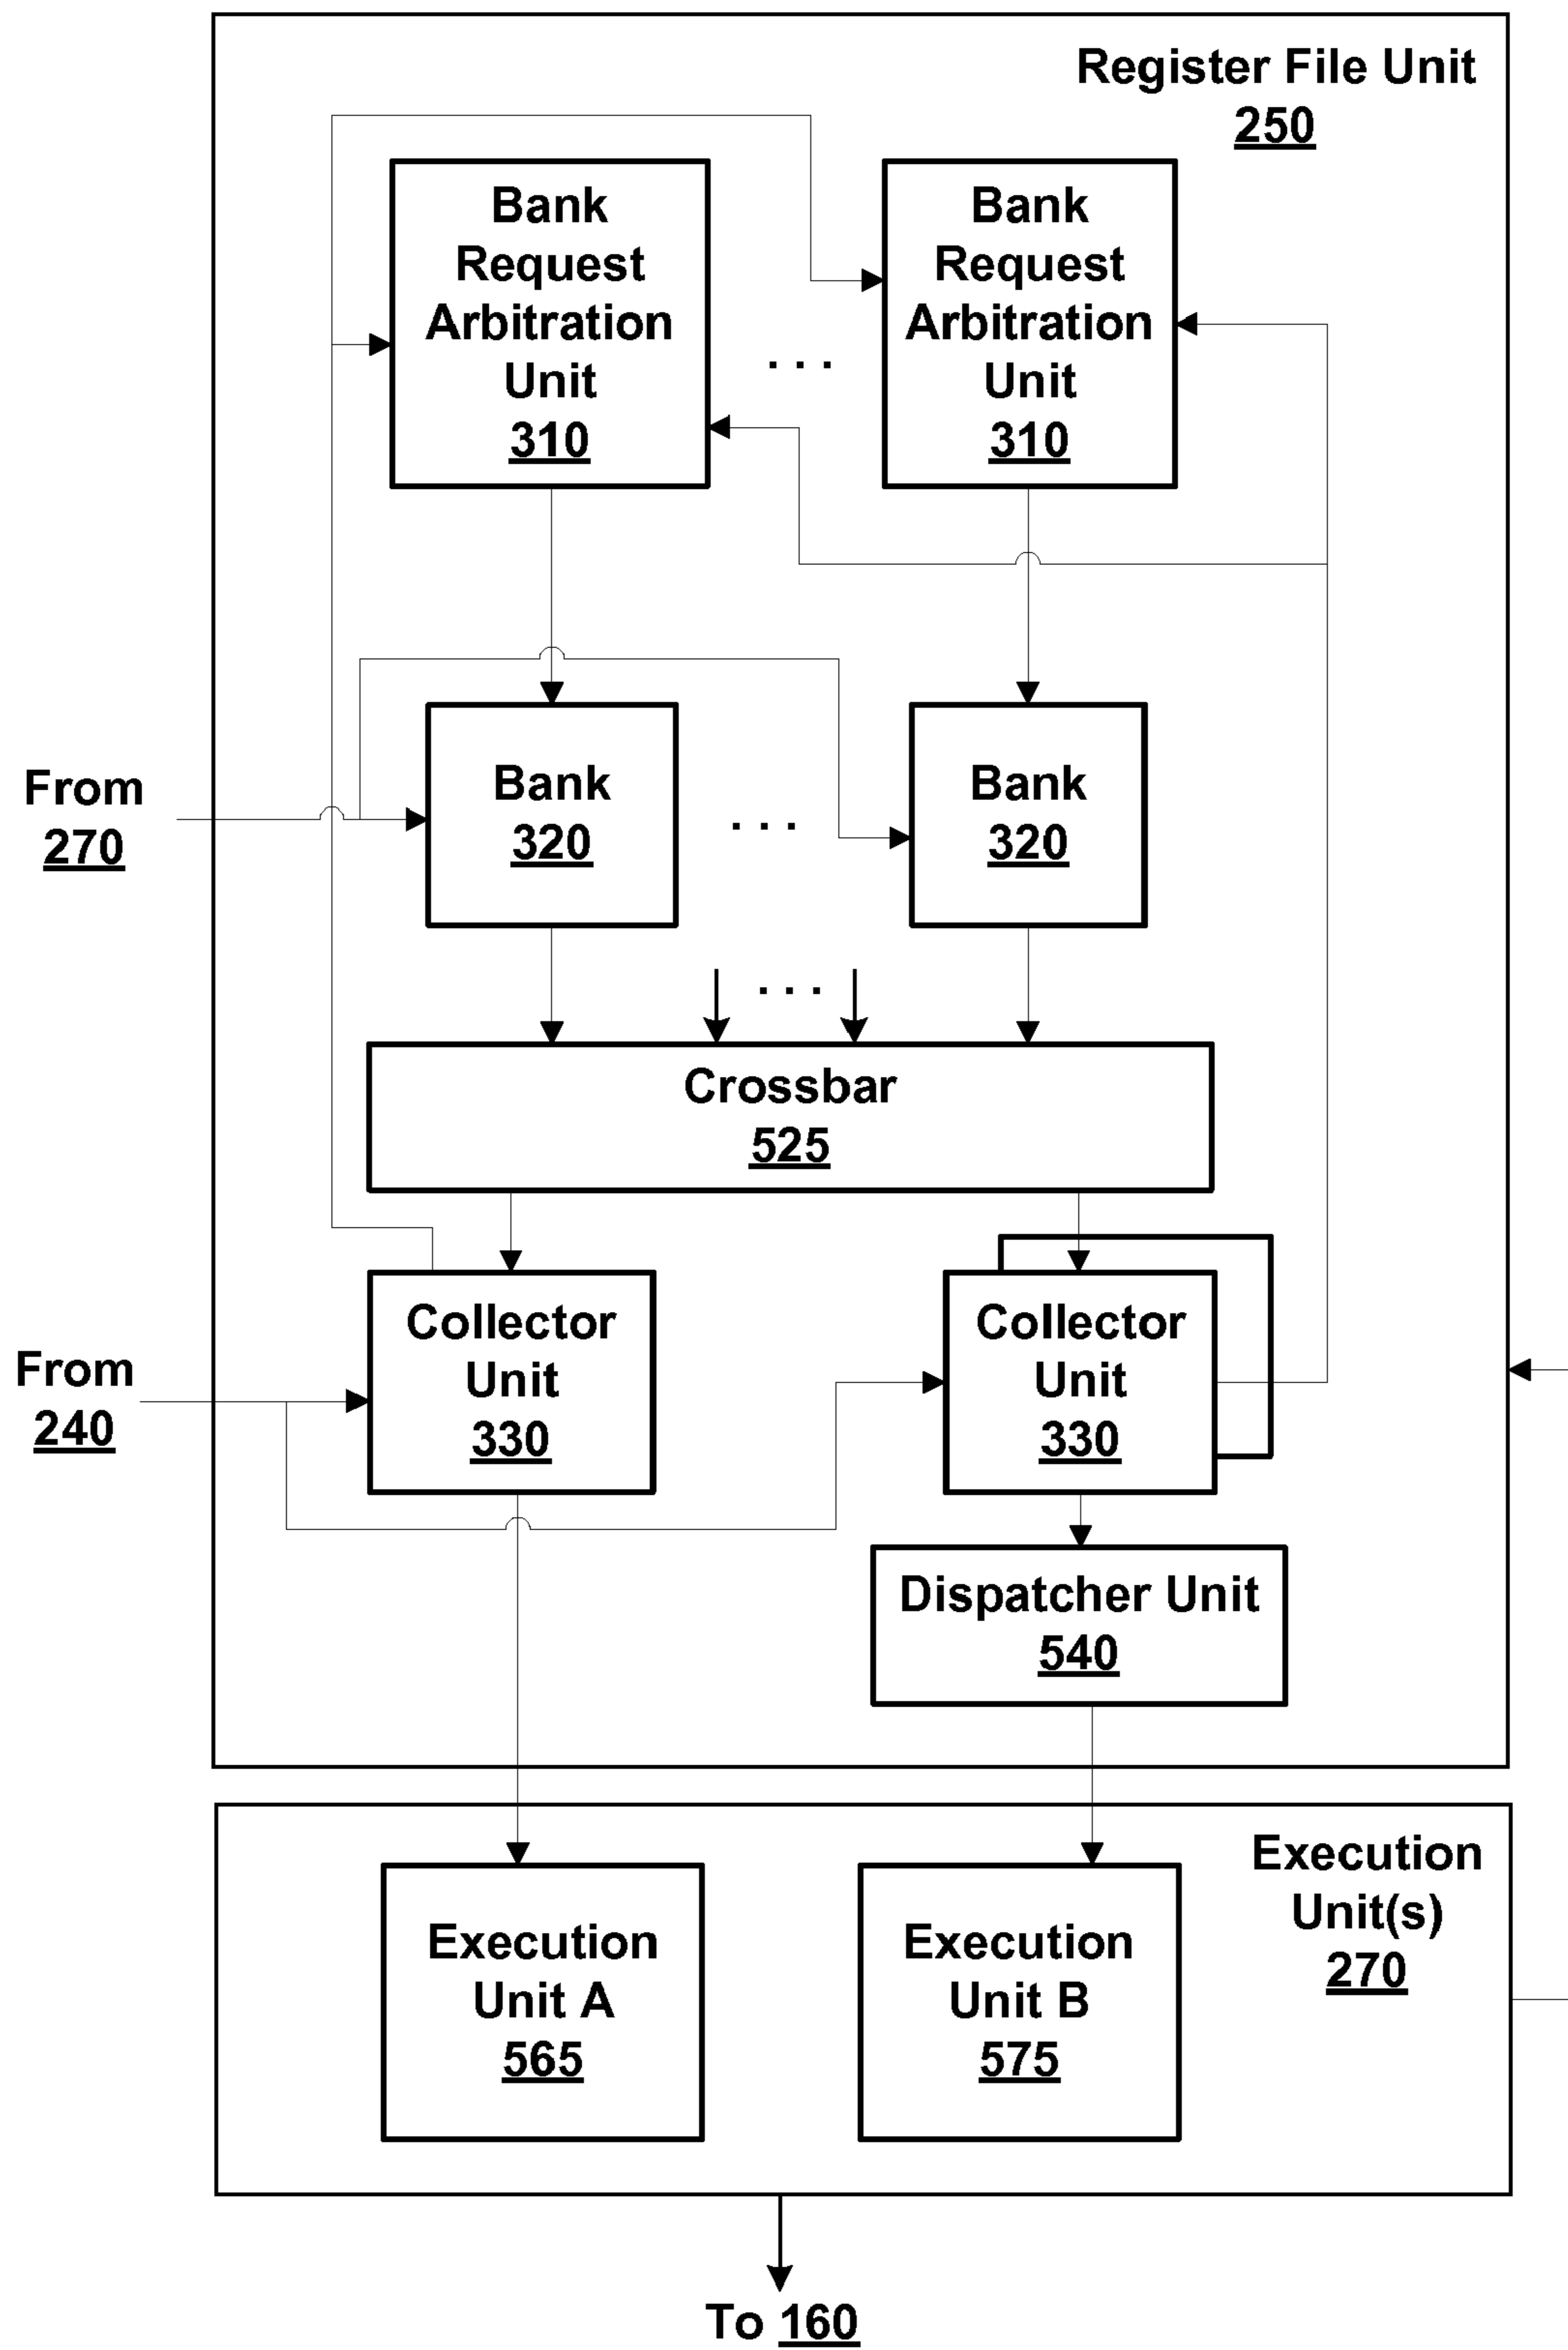 Register File Unit
250
Bank
Request
Arbitration
Unit
310
. . .
Bank
Request
Arbitration
Unit
310
From
270
Bank
320
. . .
Bank
320
. . .
Crossbar
525
From
240
Collector
Unit
330
Collector
Unit
330
Dispatcher Unit
540
Execution
Unit(s)
270
Execution
Unit A
565
Execution
Unit B
575
To 160